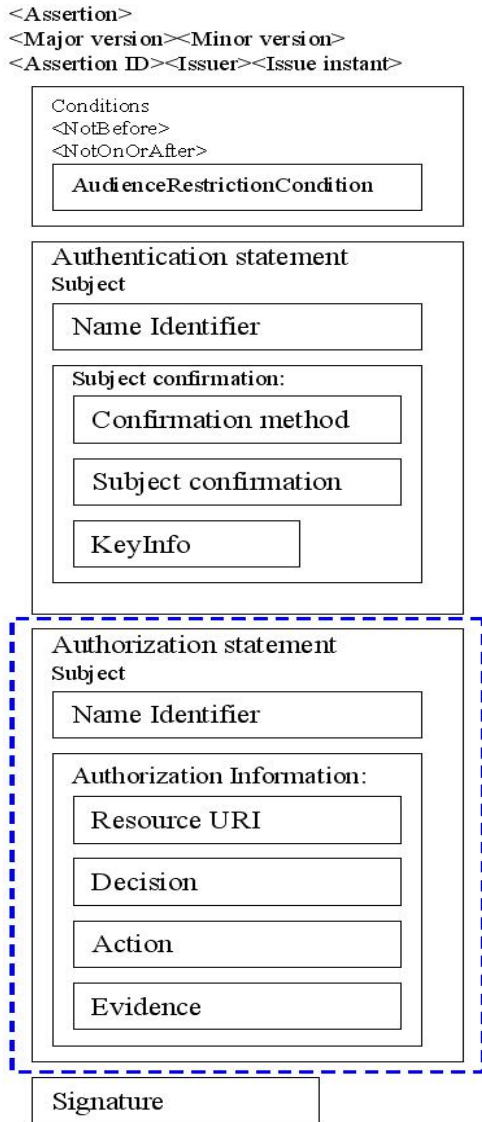 <Assertion>
<Major version><Minor version>
<Assertion ID><Issuer><Issue instant>
Conditions
<NotBefore>
<NotOnOrAfter>
AudienceRestrictionCondition
Authentication statement
Subject
Name Identifier
Subject confirmation:
Confirmation method
Subject confirmation
KeyInfo
Authorization statement
Subject
Name Identifier
Authorization Information:
Resource URI
Decision
Action
Evidence
Signature